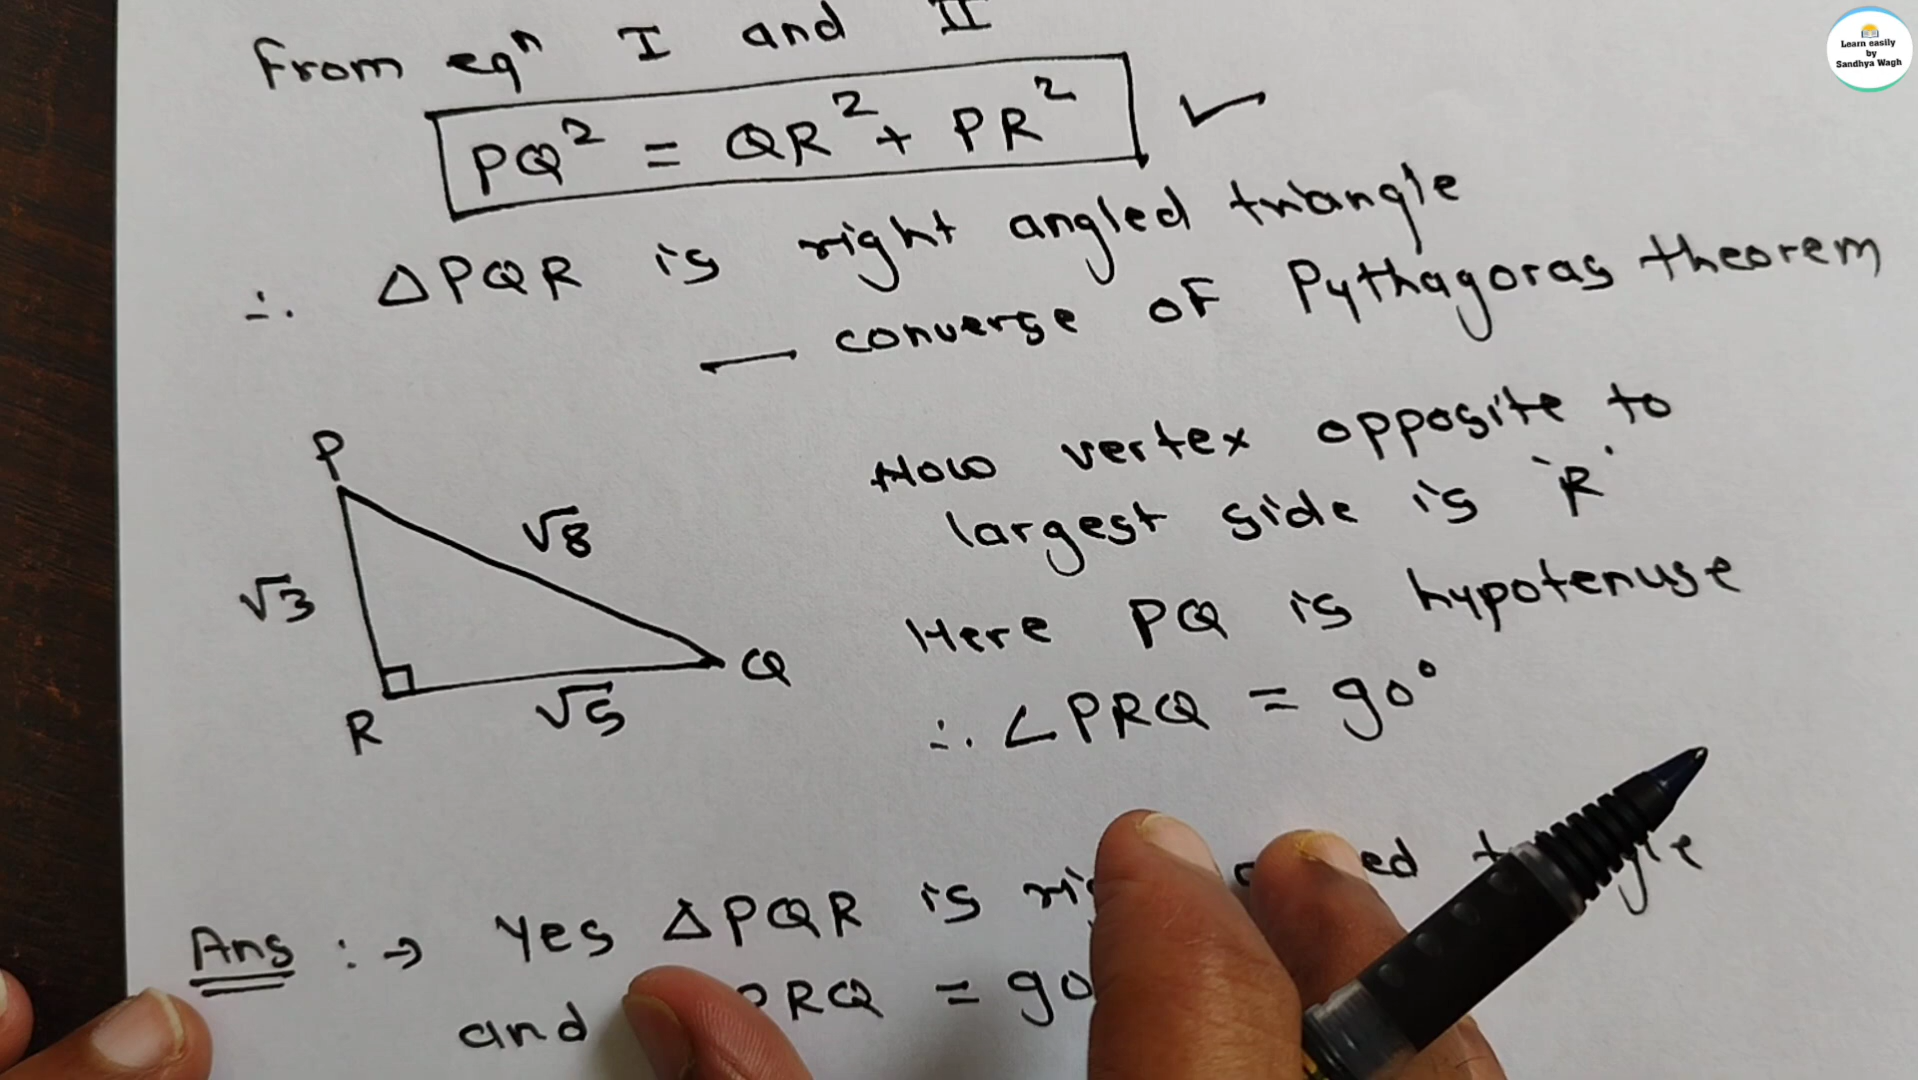 From eqⁿ I and II
PQ² = QR² + PR²
∴ △PQR is right angled triangle
— converse of Pythagoras theorem
P
√8
√3
Q
√5
R
Now vertex opposite to
largest side is 'R'
Here PQ is hypotenuse
∴ ∠PRQ = 90°
Ans :→ Yes △PQR is
and RQ = 90
Learn easily
by
Sandhya Wagh